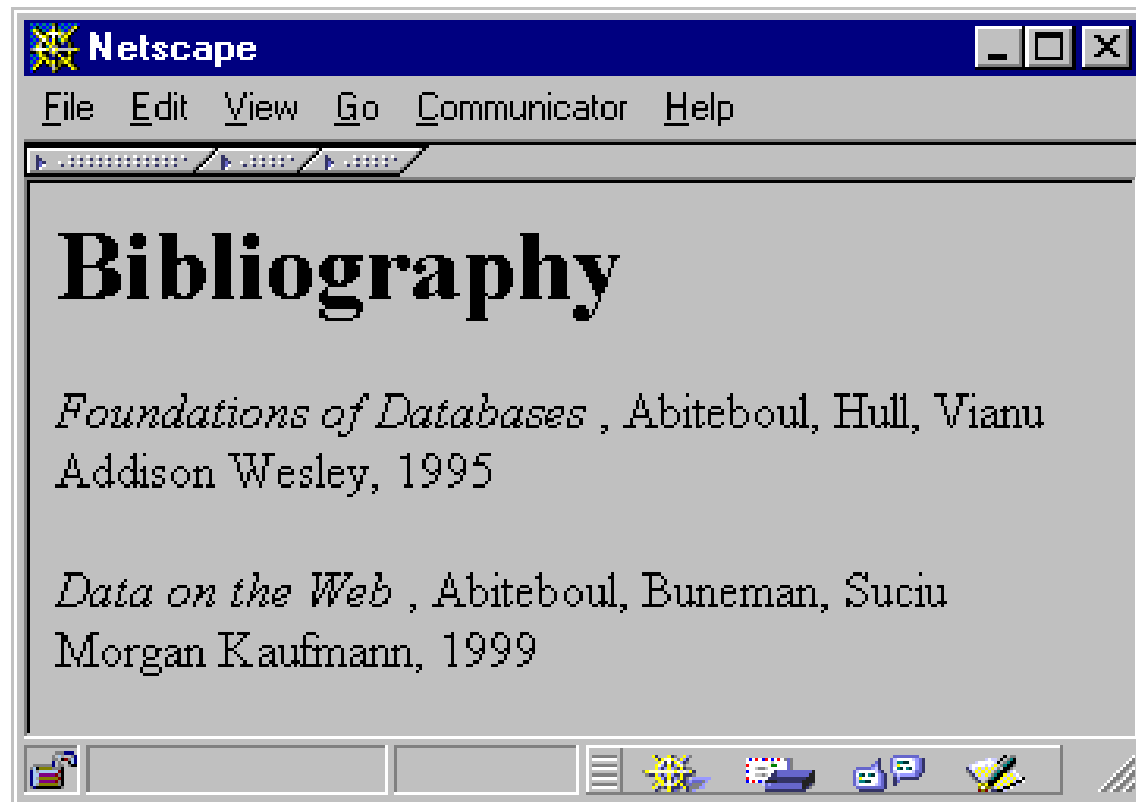 Netscape
File Edit View Go Communicator Help
Bibliography
Foundations of Databases , Abiteboul, Hull, Vianu
Addison Wesley, 1995
Data on the Web , Abiteboul, Buneman, Suciu
Morgan Kaufmann, 1999